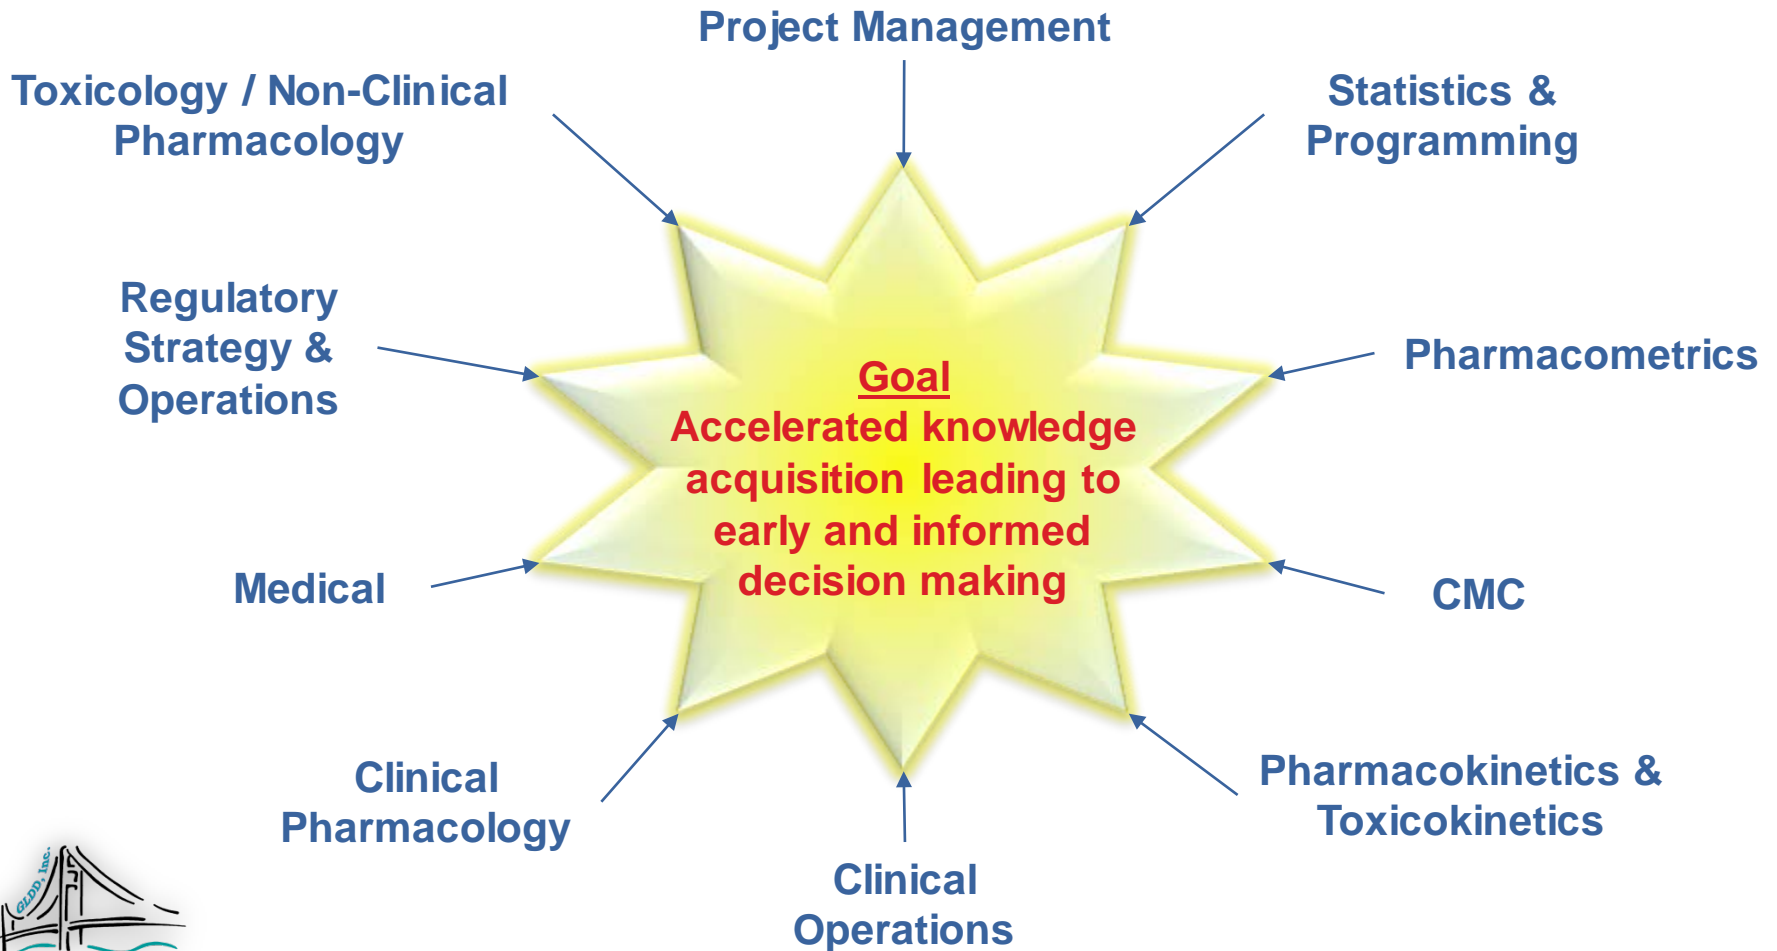 Project Management
Toxicology / Non-Clinical
Pharmacology
Statistics &
Programming
Regulatory
Strategy &
Operations
Pharmacometrics
Goal
Accelerated knowledge
acquisition leading to
early and informed
decision making
Medical
CMC
Clinical
Pharmacology
Pharmacokinetics &
Toxicokinetics
Clinical
Operations
GLDD, Inc.